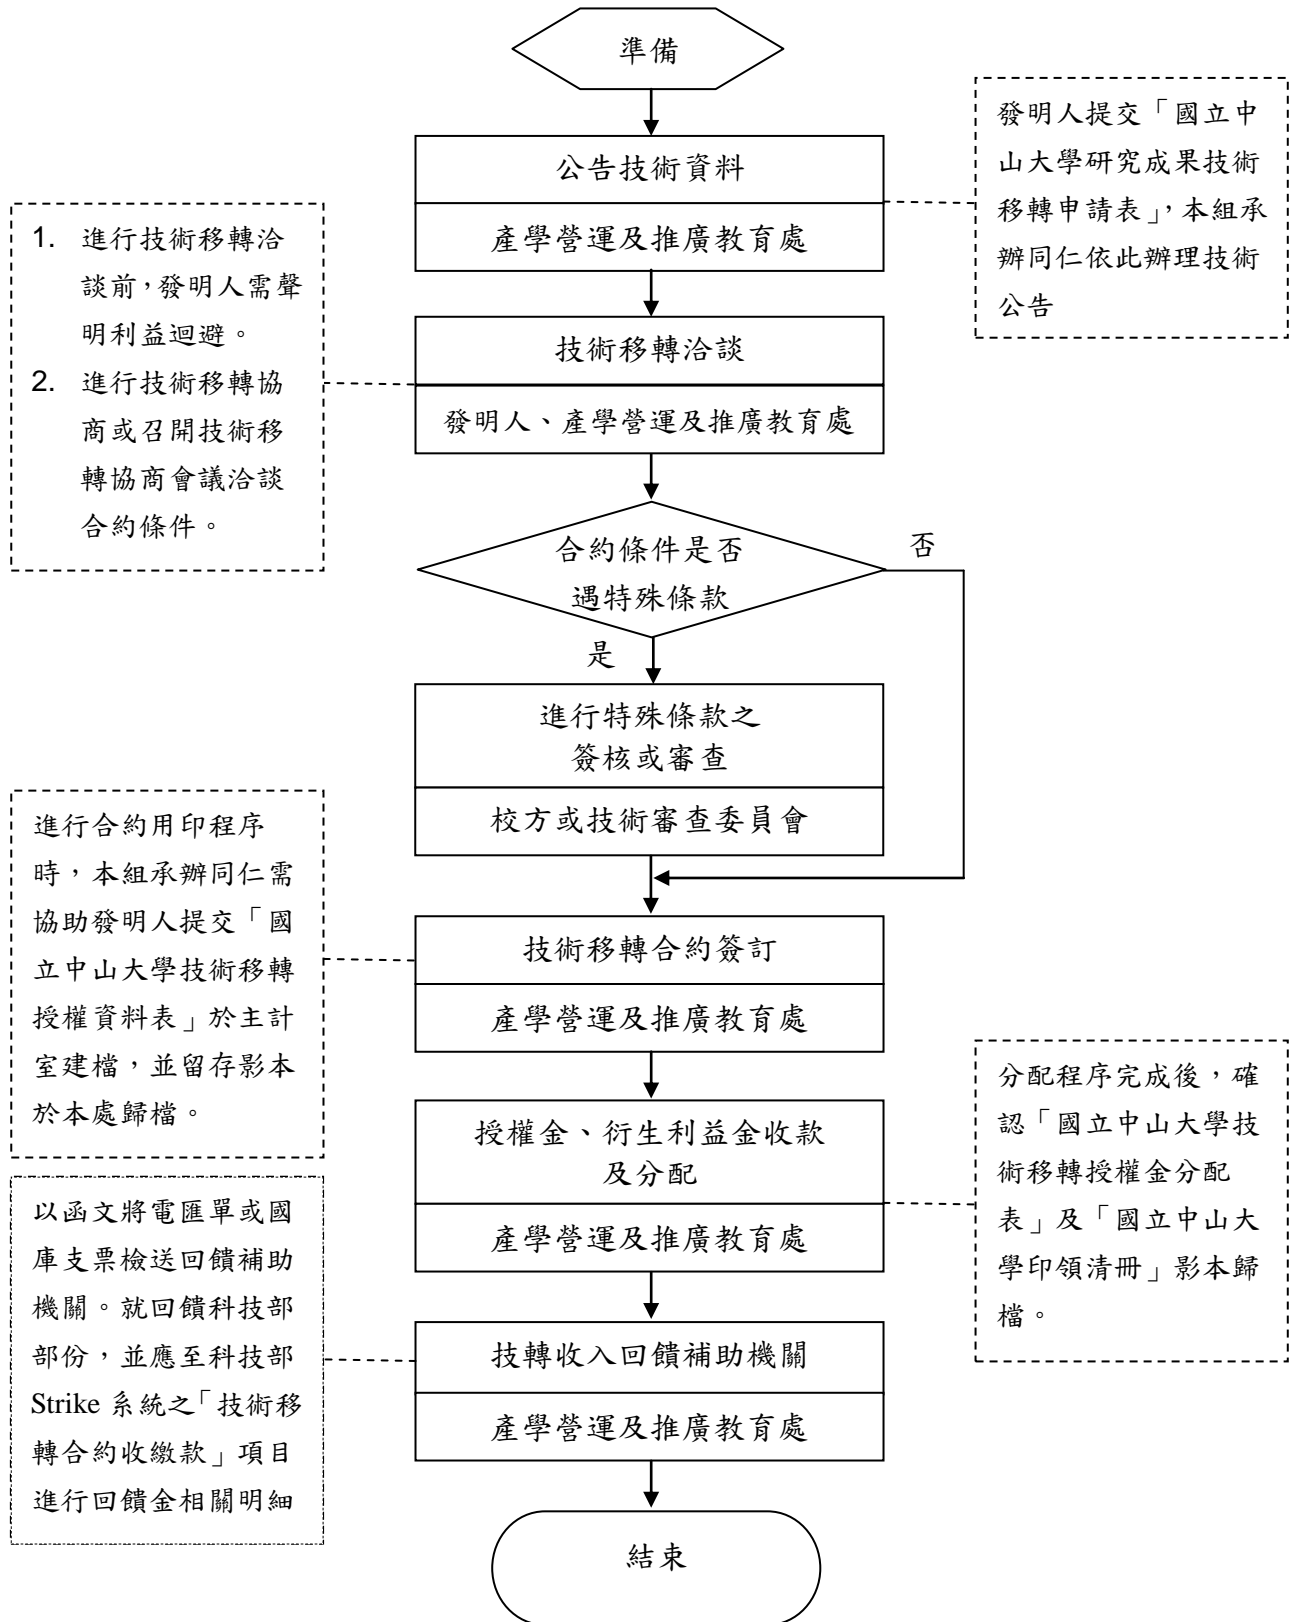 準備
公告技術資料
產學營運及推廣教育處
發明人提交「國立中
山大學研究成果技術
移轉申請表」，本組承
辦同仁依此辦理技術
公告
1. 進行技術移轉洽
談前，發明人需聲
明利益迴避。
2. 進行技術移轉協
商或召開技術移
轉協商會議洽談
合約條件。
技術移轉洽談
發明人、產學營運及推廣教育處
合約條件是否
遇特殊條款
否
是
進行特殊條款之
簽核或審查
校方或技術審查委員會
進行合約用印程序
時，本組承辦同仁需
協助發明人提交「國
立中山大學技術移轉
授權資料表」於主計
室建檔，並留存影本
於本處歸檔。
技術移轉合約簽訂
產學營運及推廣教育處
授權金、衍生利益金收款
及分配
產學營運及推廣教育處
分配程序完成後，確
認「國立中山大學技
術移轉授權金分配
表」及「國立中山大
學印領清冊」影本歸
檔。
以函文將電匯單或國
庫支票檢送回饋補助
機關。就回饋科技部
部份，並應至科技部
Strike 系統之「技術移
轉合約收繳款」項目
進行回饋金相關明細
技轉收入回饋補助機關
產學營運及推廣教育處
結束